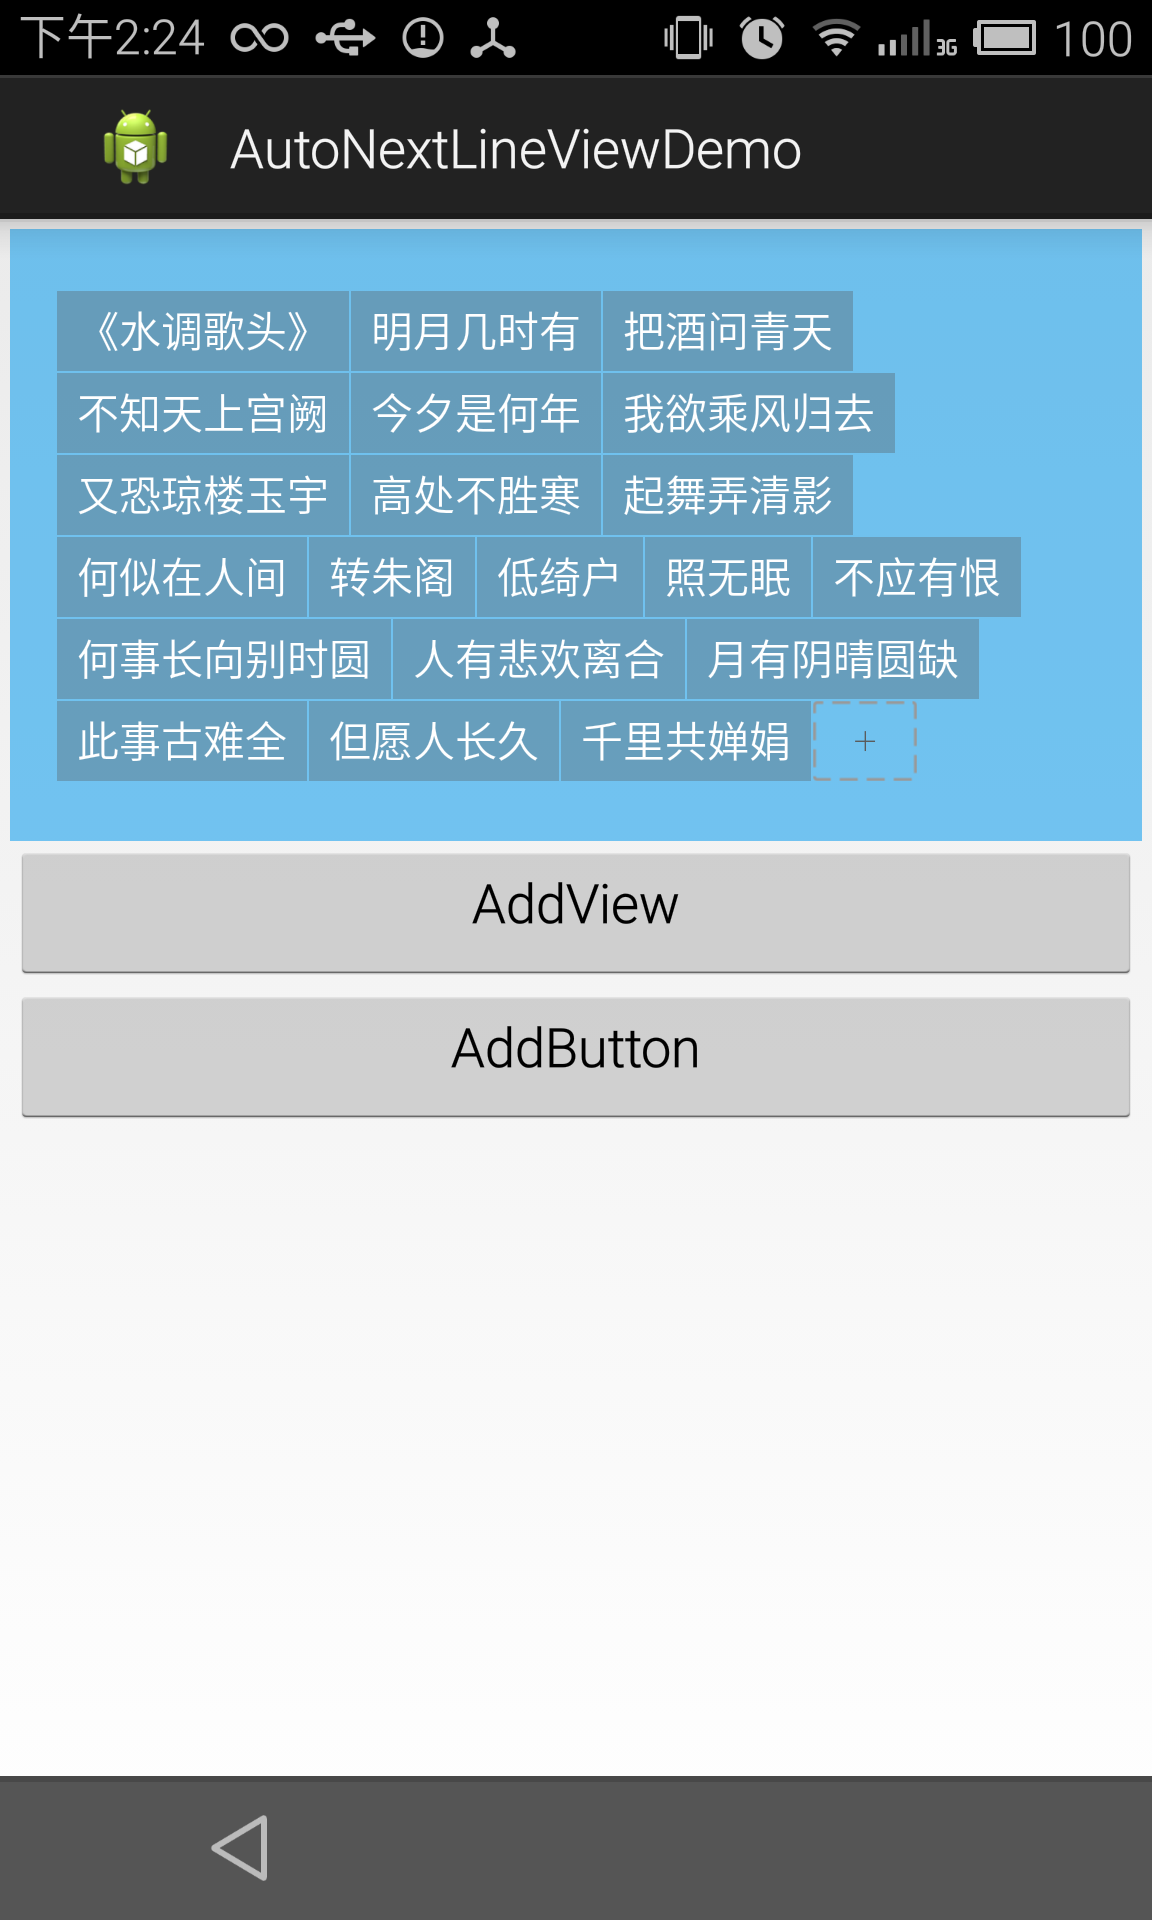 下午2:24 3G 100
AutoNextLineViewDemo
《水调歌头》 明月几时有 把酒问青天
不知天上宫阙 今夕是何年 我欲乘风归去
又恐琼楼玉宇 高处不胜寒 起舞弄清影
何似在人间 转朱阁 低绮户 照无眠 不应有恨
何事长向别时圆 人有悲欢离合 月有阴晴圆缺
此事古难全 但愿人长久 千里共婵娟 +
AddView
AddButton